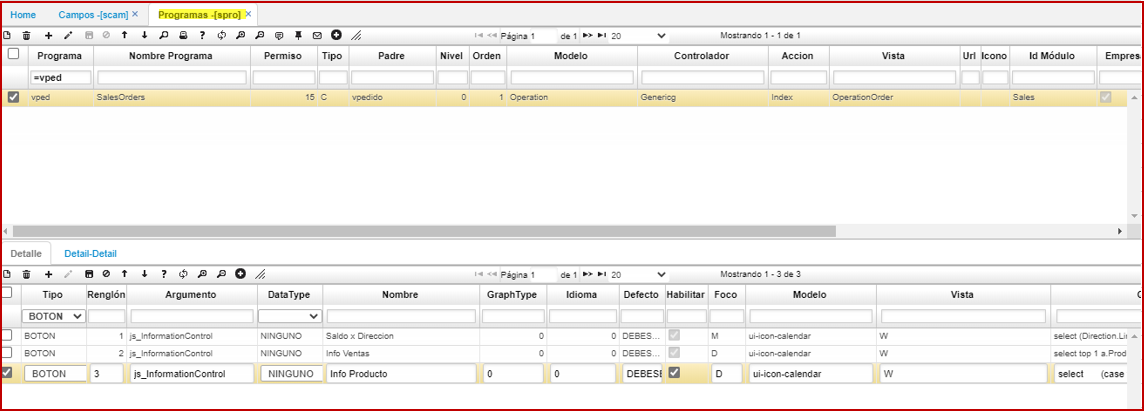 Home Campos -[scam] × Programas -[spro] ×
Página 1 de 1 20 Mostrando 1 - 1 de 1
Programa Nombre Programa Permiso Tipo Padre Nivel Orden Modelo Controlador Accion Vista Url Icono Id Módulo Empres
=vped
vped SalesOrders 15 C vpedido 0 1 Operation Genericg Index OperationOrder Sales
Detalle Detail-Detail
Página 1 de 1 20 Mostrando 1 - 3 de 3
Tipo Renglón Argumento DataType Nombre GraphType Idioma Defecto Habilitar Foco Modelo Vista
BOTON
BOTON 1 js_InformationControl NINGUNO Saldo x Direccion 0 0 DEBES... M ui-icon-calendar W select (Direction.Lin
BOTON 2 js_InformationControl NINGUNO Info Ventas 0 0 DEBES... D ui-icon-calendar W select top 1 a.Prod
BOTON 3 js_InformationControl NINGUNO Info Producto 0 0 DEBESE D ui-icon-calendar W select (case